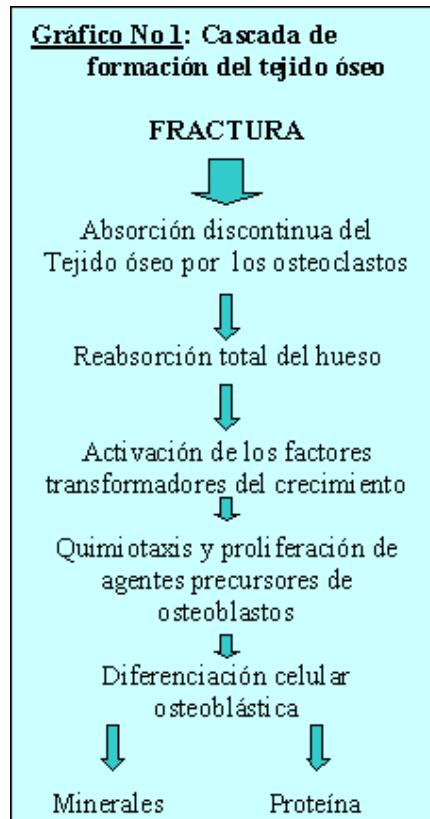 Gráfico No 1: Cascada de
formación del tejido óseo
FRACTURA
Absorción discontinua del
Tejido óseo por los osteoclastos
Reabsorción total del hueso
Activación de los factores
transformadores del crecimiento
Quimiotaxis y proliferación de
agentes precursores de
osteoblastos
Diferenciación celular
osteoblástica
Minerales Proteína